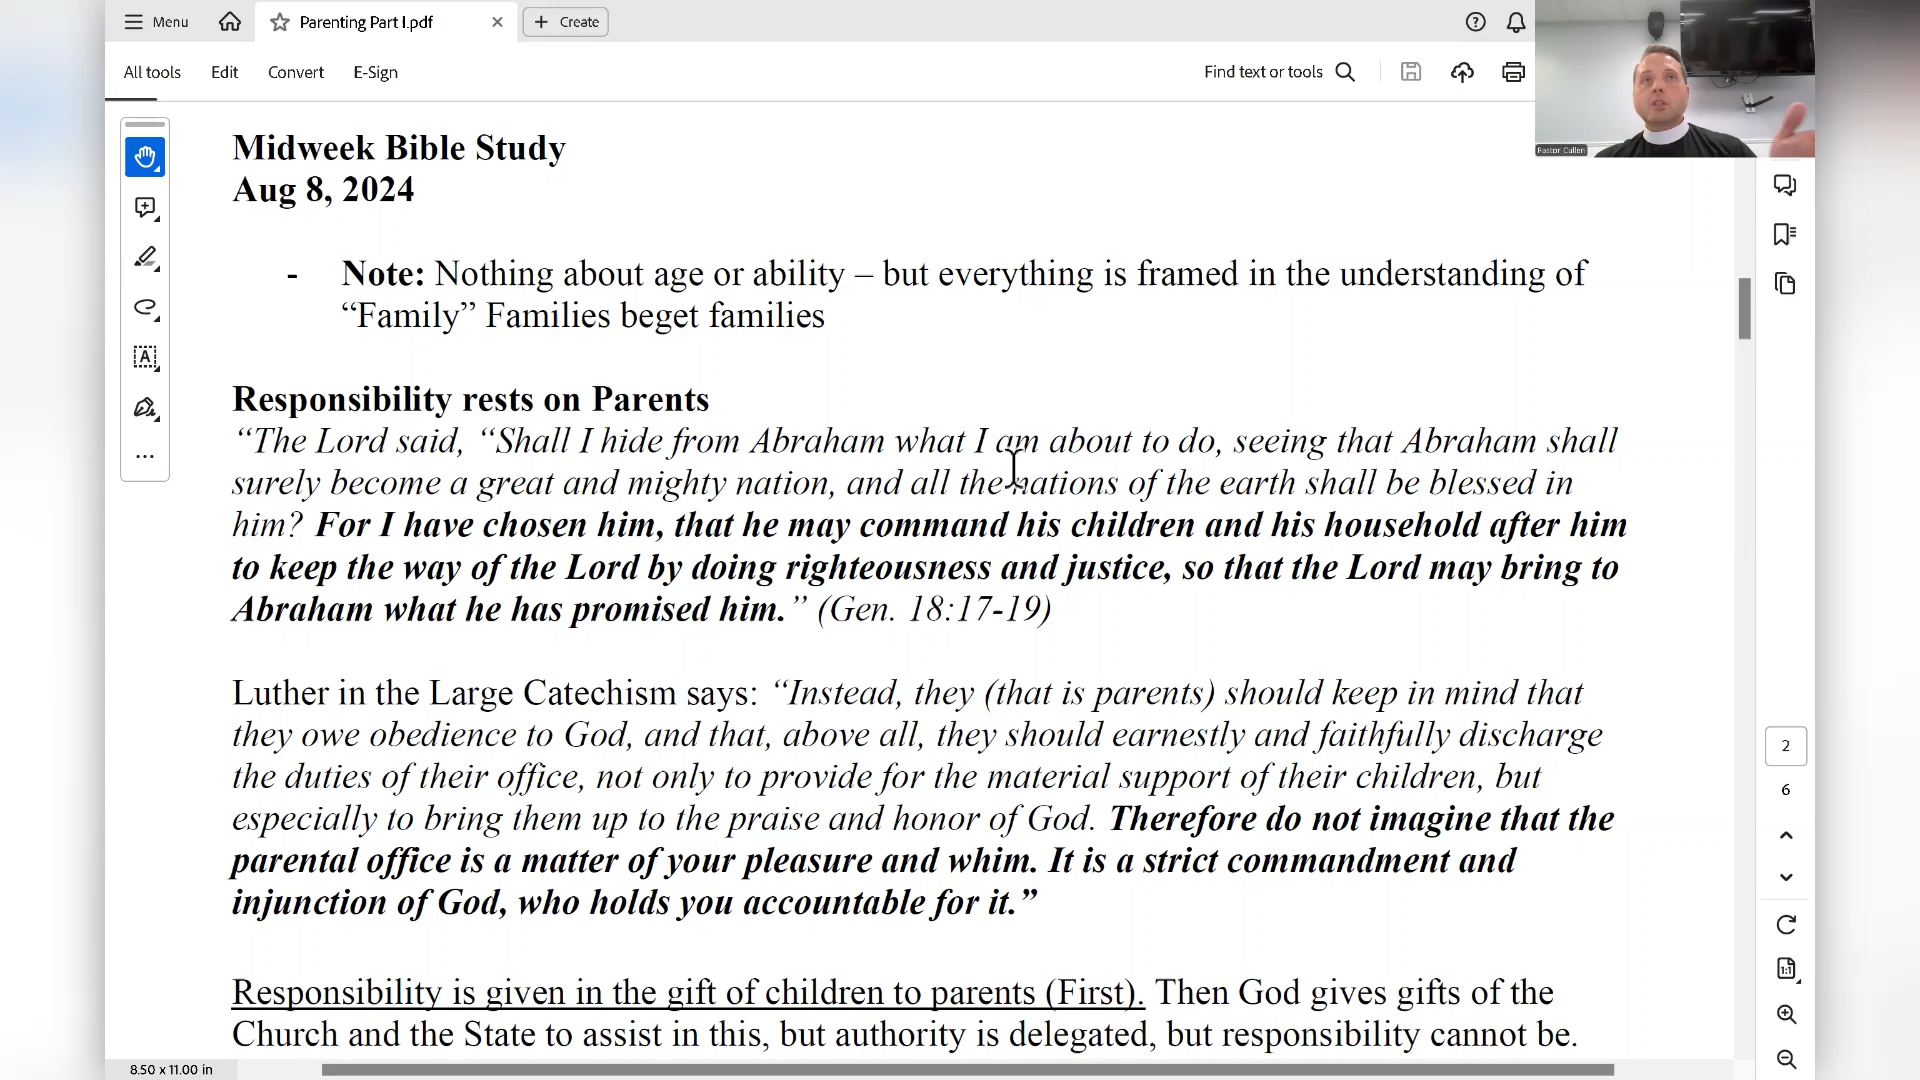 Menu
Parenting Part I.pdf
Create
All tools
Edit
Convert
E-Sign
Find text or tools
Pastor Cullen
Midweek Bible Study
Aug 8, 2024
- Note: Nothing about age or ability – but everything is framed in the understanding of
“Family” Families beget families
Responsibility rests on Parents
“The Lord said, “Shall I hide from Abraham what I am about to do, seeing that Abraham shall
surely become a great and mighty nation, and all the nations of the earth shall be blessed in
him? For I have chosen him, that he may command his children and his household after him
to keep the way of the Lord by doing righteousness and justice, so that the Lord may bring to
Abraham what he has promised him.” (Gen. 18:17-19)
Luther in the Large Catechism says: “Instead, they (that is parents) should keep in mind that
they owe obedience to God, and that, above all, they should earnestly and faithfully discharge
the duties of their office, not only to provide for the material support of their children, but
especially to bring them up to the praise and honor of God. Therefore do not imagine that the
parental office is a matter of your pleasure and whim. It is a strict commandment and
injunction of God, who holds you accountable for it.”
Responsibility is given in the gift of children to parents (First). Then God gives gifts of the
Church and the State to assist in this, but authority is delegated, but responsibility cannot be.
2
6
8.50 x 11.00 in